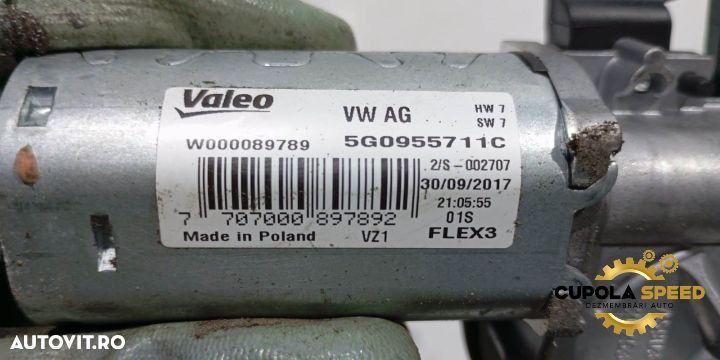 Valeo
VW AG
HW 7
SW 7
W000089789
5G0955711C
2/S-002707
30/09/2017
21:05:55
7 707000 897892
01S
Made in Poland
VZ1
FLEX3
CUPOLA SPEED
DEZMEMBRĂRI AUTO
AUTOVIT.RO